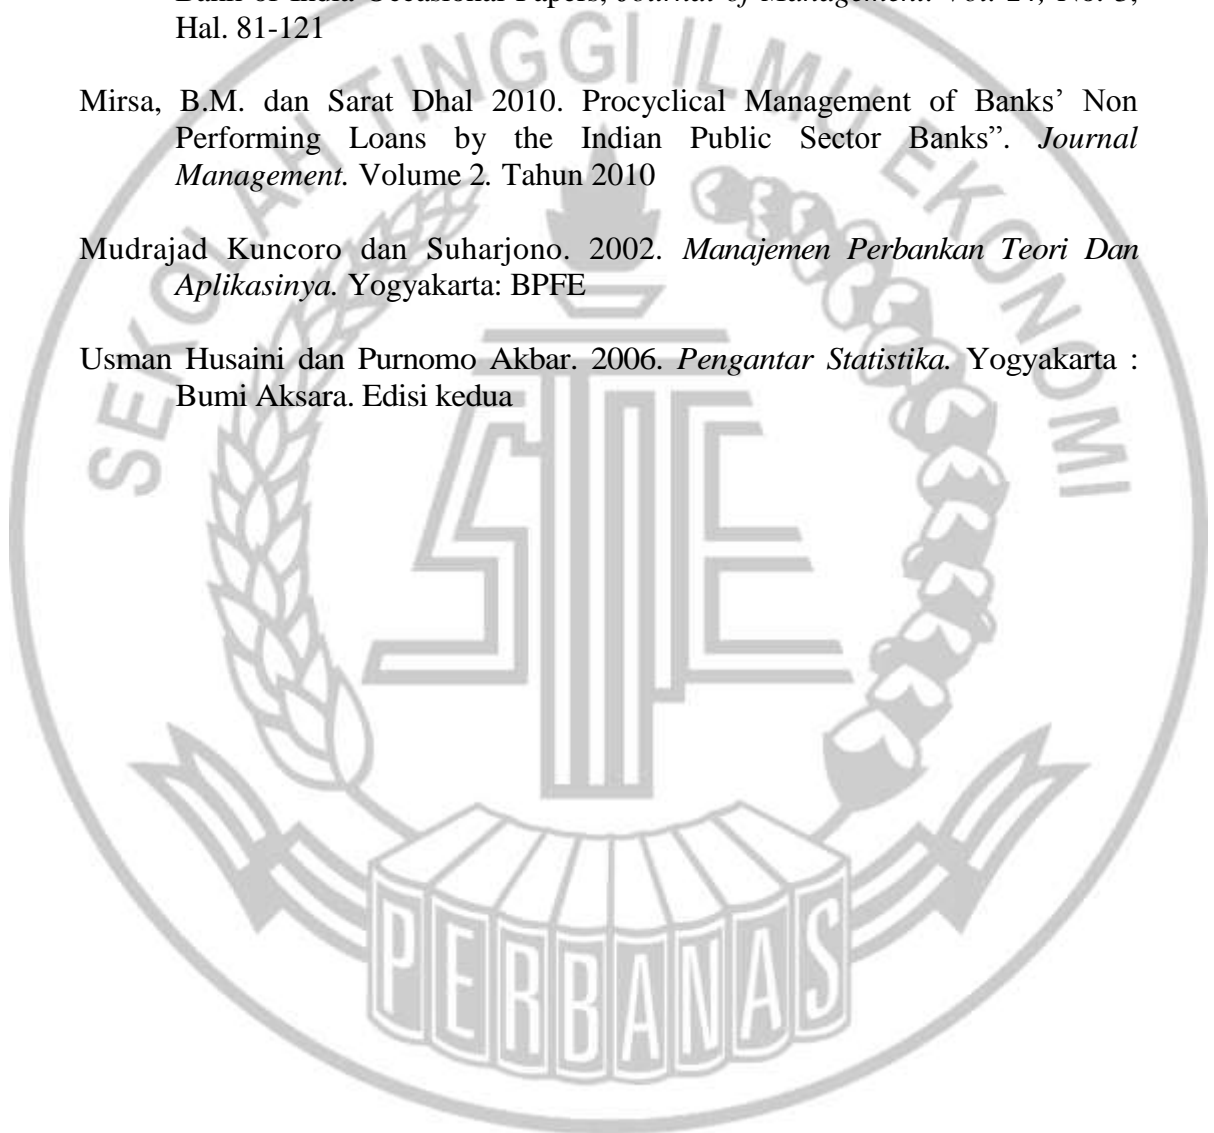 Bank of India Occasional Papers, Journal of Management. Vol. 24, No. 3,
Hal. 81-121
Mirsa, B.M. dan Sarat Dhal 2010. Procyclical Management of Banks’ Non
Performing Loans by the Indian Public Sector Banks”. Journal
Management. Volume 2. Tahun 2010
Mudrajad Kuncoro dan Suharjono. 2002. Manajemen Perbankan Teori Dan
Aplikasinya. Yogyakarta: BPFE
Usman Husaini dan Purnomo Akbar. 2006. Pengantar Statistika. Yogyakarta :
Bumi Aksara. Edisi kedua
SEKOLAH TINGGI ILMU EKONOMI
STIE
PERBANAS